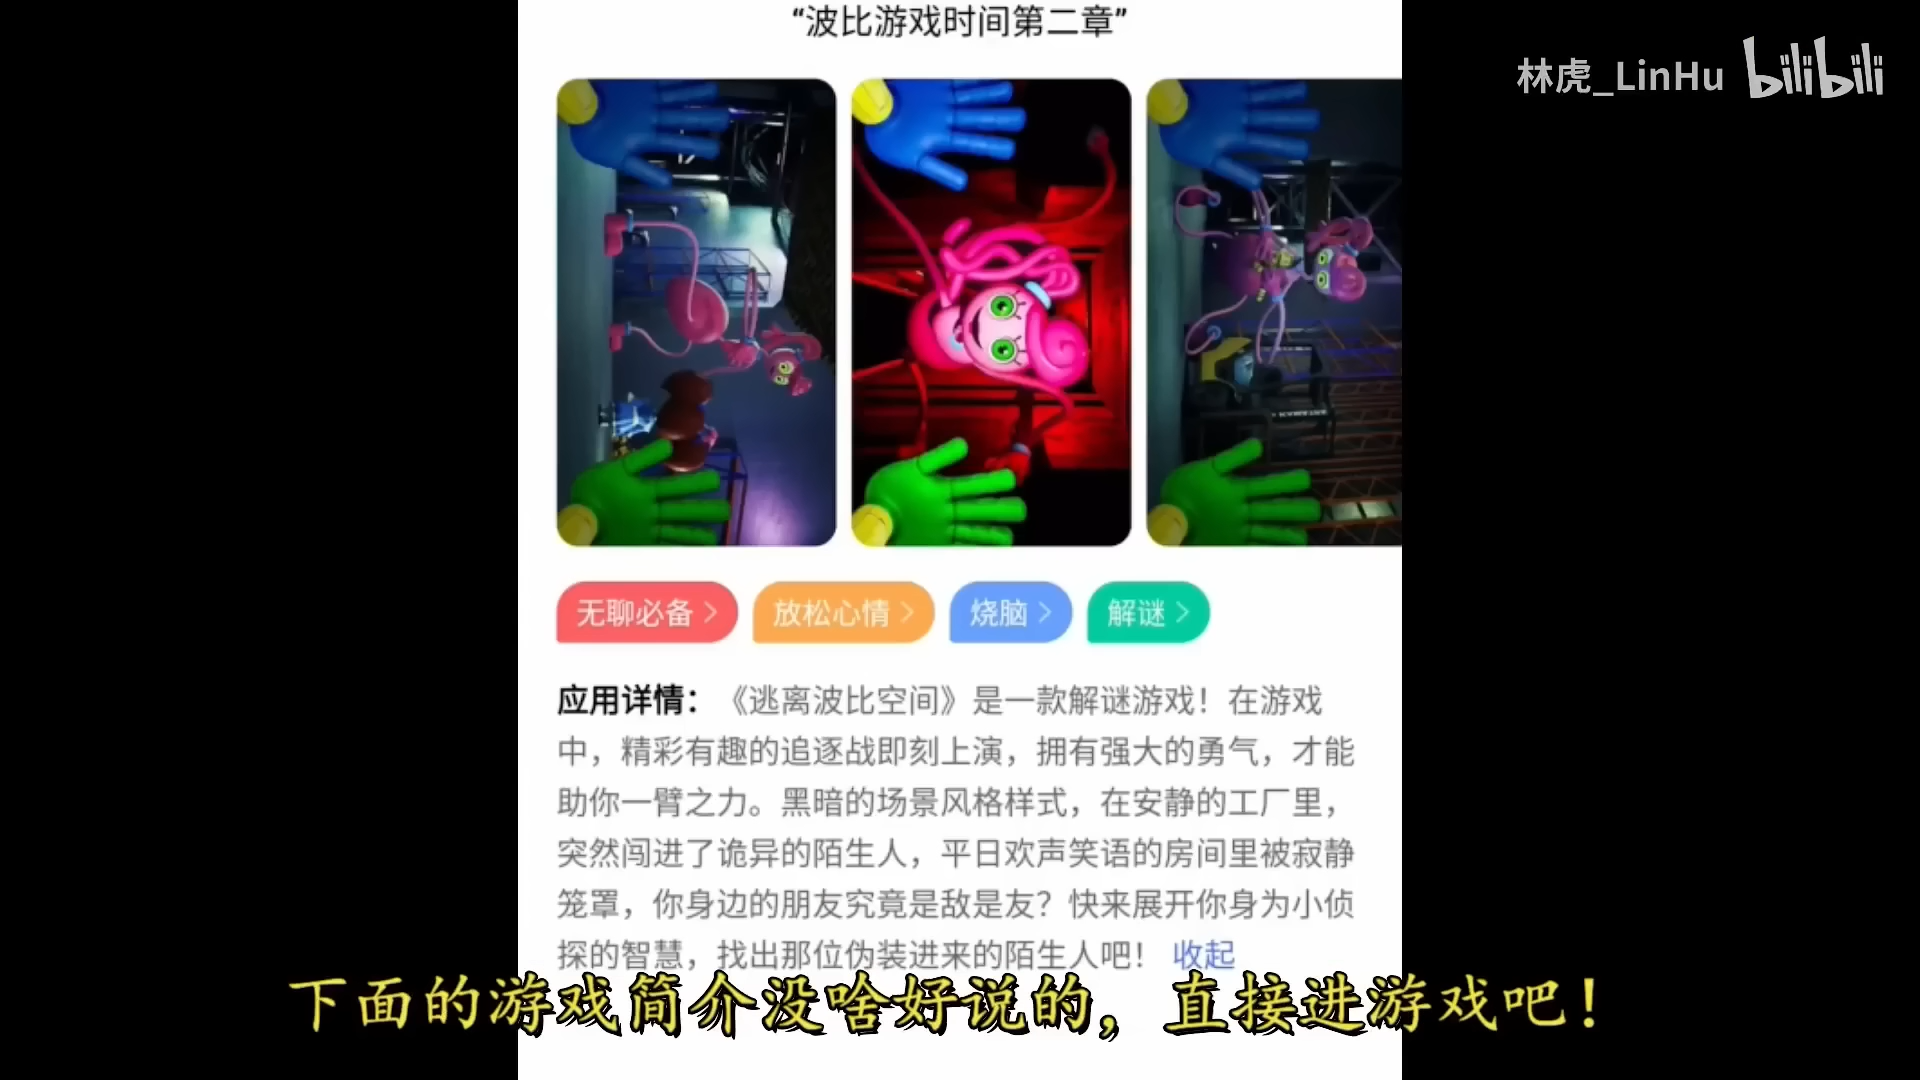 “波比游戏时间第二章”
林虎_LinHu bilibili
无聊必备 >
放松心情 >
烧脑 >
解谜 >
应用详情：《逃离波比空间》是一款解谜游戏！在游戏
中，精彩有趣的追逐战即刻上演，拥有强大的勇气，才能
助你一臂之力。黑暗的场景风格样式，在安静的工厂里，
突然闯进了诡异的陌生人，平日欢声笑语的房间里被寂静
笼罩，你身边的朋友究竟是敌是友？快来展开你身为小侦
探的智慧，找出那位伪装进来的陌生人吧！ 收起
下面的游戏简介没啥好说的，直接进游戏吧！